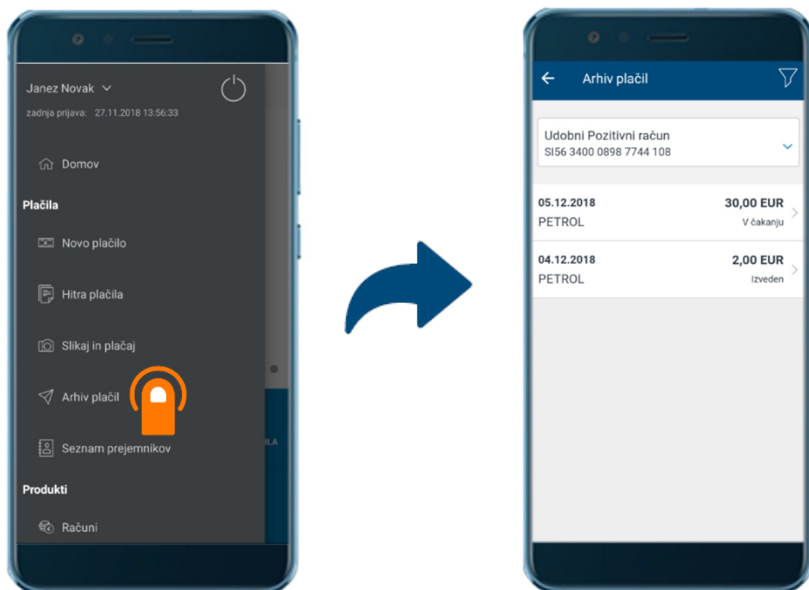 Janez Novak
zadnja prijava: 27.11.2018 13:56:33
Domov
Plačila
Novo plačilo
Hitra plačila
Slikaj in plačaj
Arhiv plačil
Seznam prejemnikov
ILA
Produkti
Računi
Arhiv plačil
Udobni Pozitivni račun
SI56 3400 0898 7744 108
05.12.2018 30,00 EUR
PETROL V čakanju
04.12.2018 2,00 EUR
PETROL izveden